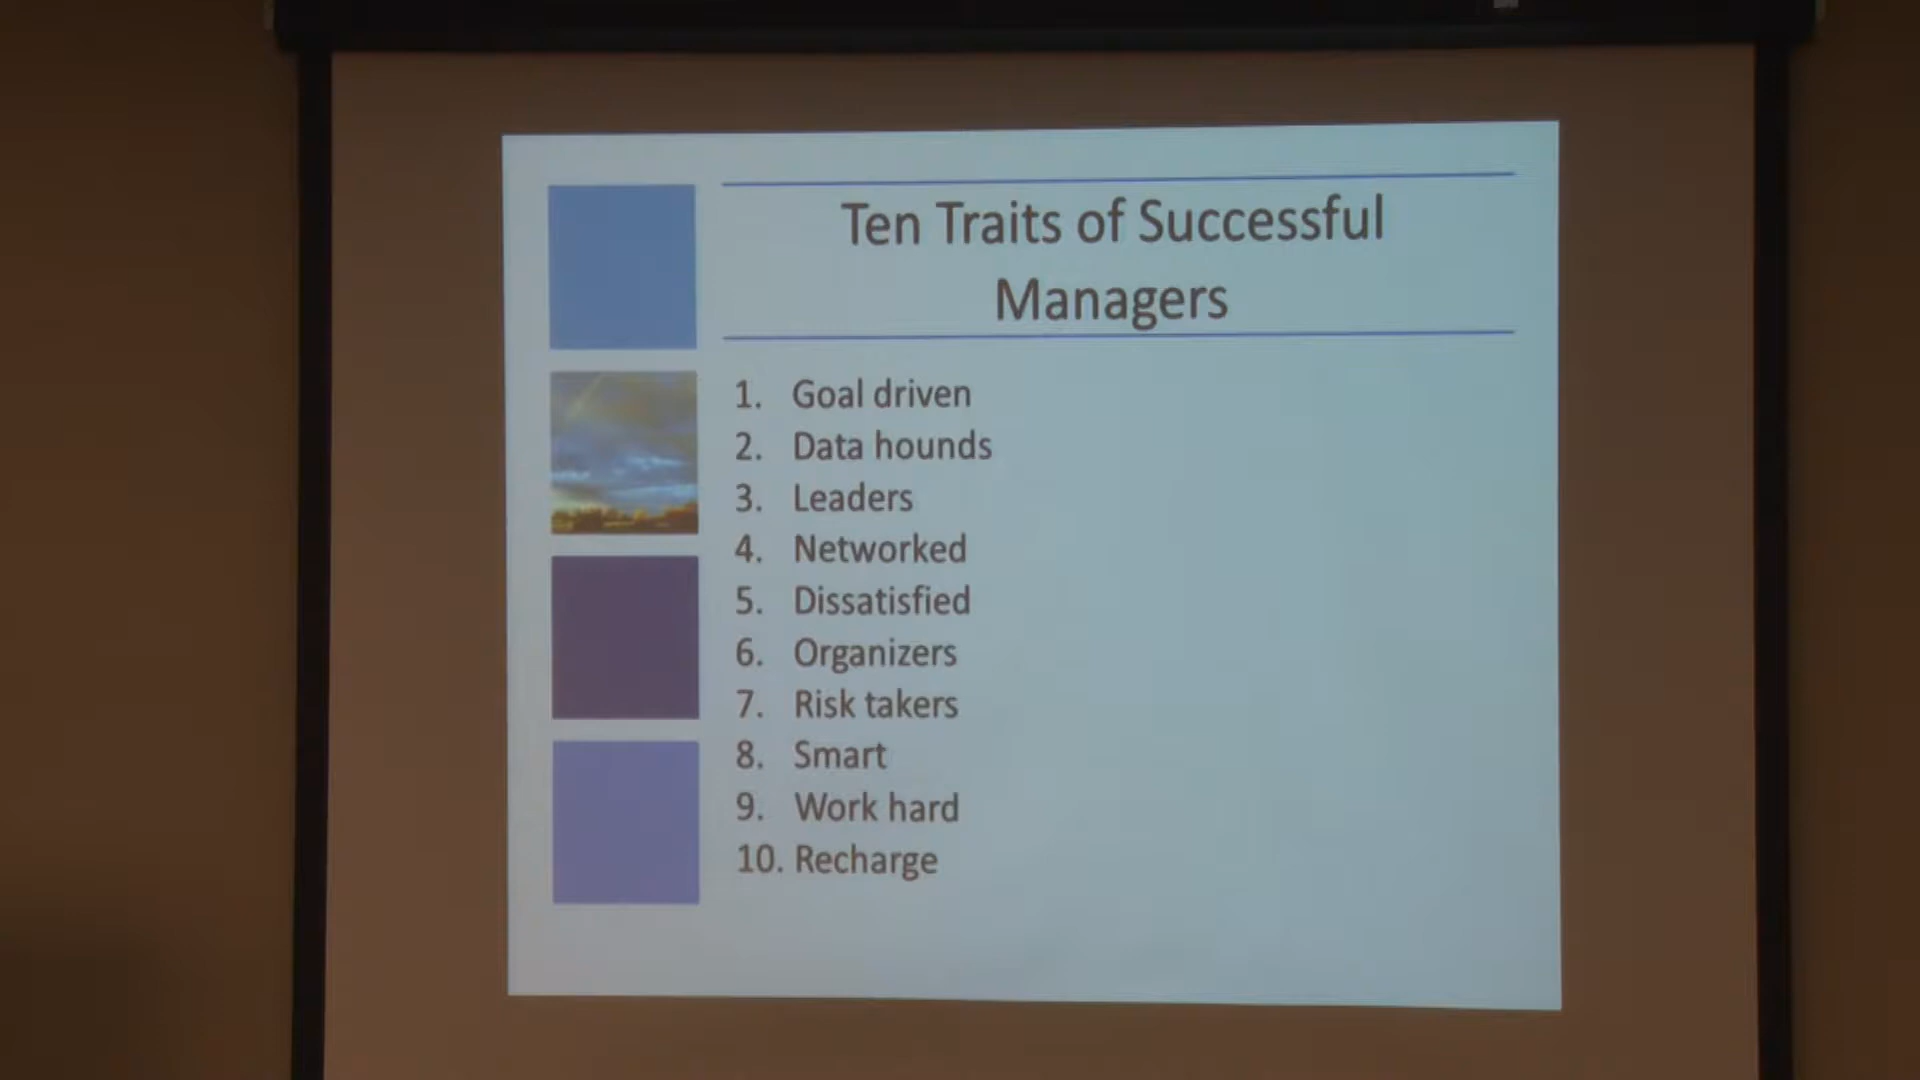 Ten Traits of Successful
Managers
1. Goal driven
2. Data hounds
3. Leaders
4. Networked
5. Dissatisfied
6. Organizers
7. Risk takers
8. Smart
9. Work hard
10. Recharge